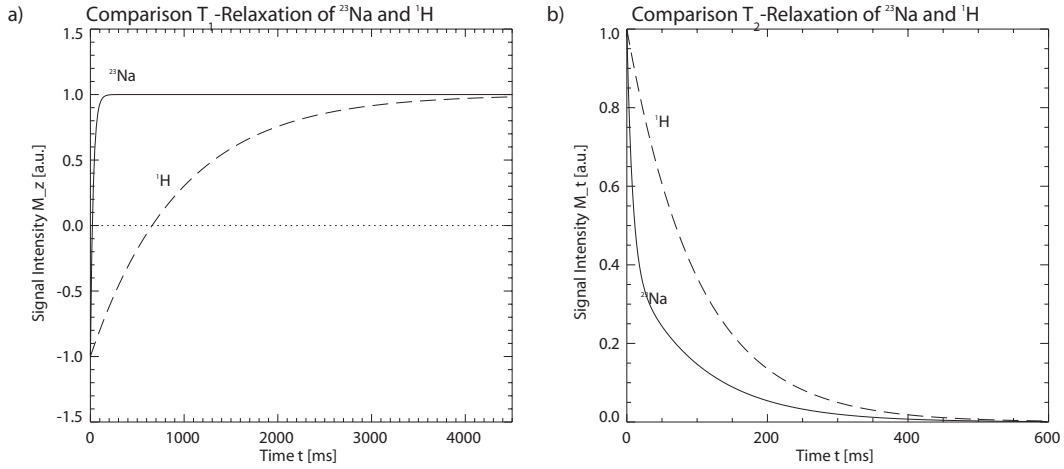 a)
Comparison T₁-Relaxation of ²³Na and ¹H
1.5
1.0
0.5
0.0
-0.5
-1.0
-1.5
Signal Intensity M_z [a.u.]
²³Na
¹H
0 1000 2000 3000 4000
Time t [ms]
b)
Comparison T₂-Relaxation of ²³Na and ¹H
1.0
0.8
0.6
0.4
0.2
0.0
Signal Intensity M_t [a.u.]
¹H
²³Na
0 200 400 600
Time t [ms]